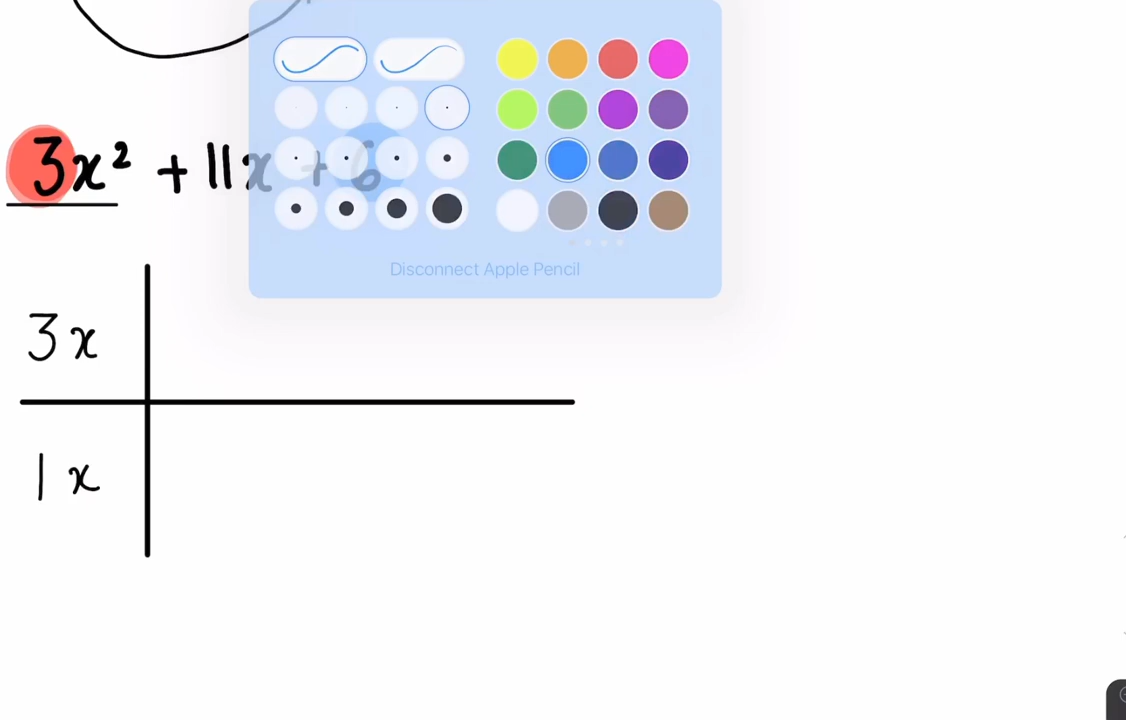 3x² + 11x + 6
Disconnect Apple Pencil
3x
1x